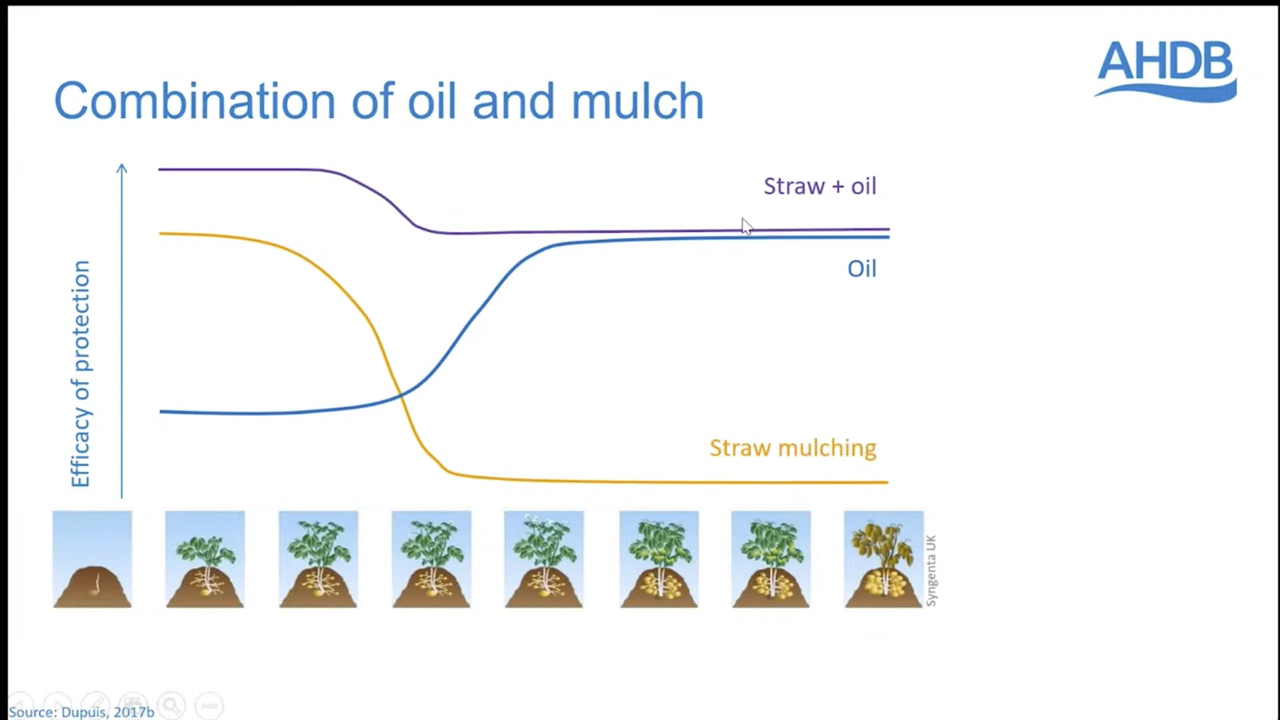 AHDB
Combination of oil and mulch
Straw + oil
Oil
Efficacy of protection
Straw mulching
Syngenta UK
Source: Dupuis, 2017b